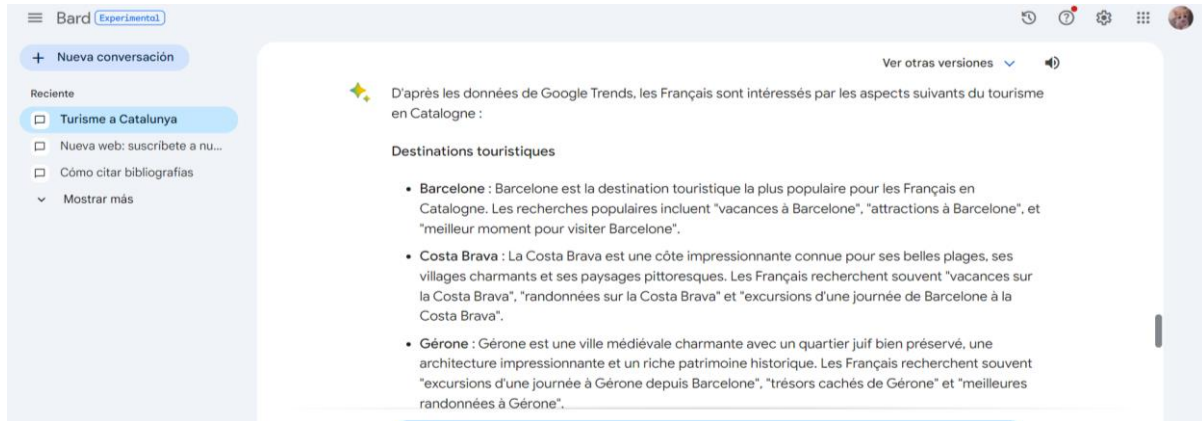 Bard Experimental
+ Nueva conversación
Reciente
Turisme a Catalunya
Nueva web: suscríbete a nu...
Cómo citar bibliografías
Mostrar más
Ver otras versiones
D'après les données de Google Trends, les Français sont intéressés par les aspects suivants du tourisme
en Catalogne :
Destinations touristiques
• Barcelone : Barcelone est la destination touristique la plus populaire pour les Français en
Catalogne. Les recherches populaires incluent "vacances à Barcelone", "attractions à Barcelone", et
"meilleur moment pour visiter Barcelone".
• Costa Brava : La Costa Brava est une côte impressionnante connue pour ses belles plages, ses
villages charmants et ses paysages pittoresques. Les Français recherchent souvent "vacances sur
la Costa Brava", "randonnées sur la Costa Brava" et "excursions d'une journée de Barcelone à la
Costa Brava".
• Gérone : Gérone est une ville médiévale charmante avec un quartier juif bien préservé, une
architecture impressionnante et un riche patrimoine historique. Les Français recherchent souvent
"excursions d'une journée à Gérone depuis Barcelone", "trésors cachés de Gérone" et "meilleures
randonnées à Gérone".